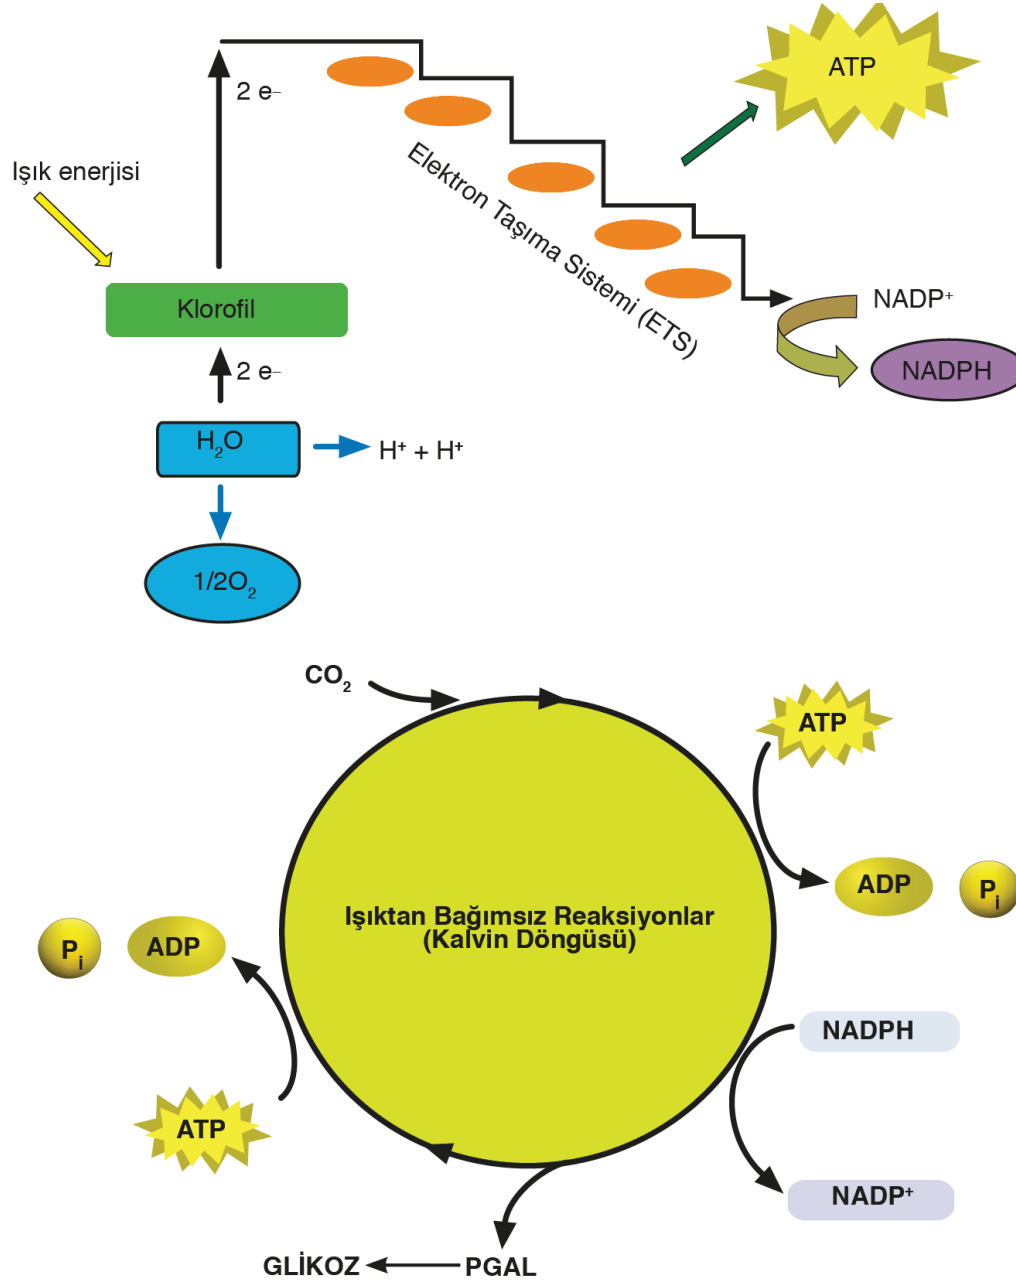 ATP
2 e–
Işık enerjisi
Elektron Taşıma Sistemi (ETS)
Klorofil
NADP+
NADPH
2 e–
H2O
H+ + H+
1/2O2
CO2
ATP
ADP
Pi
Işıktan Bağımsız Reaksiyonlar
(Kalvin Döngüsü)
Pi
ADP
NADPH
ATP
NADP+
GLİKOZ
PGAL